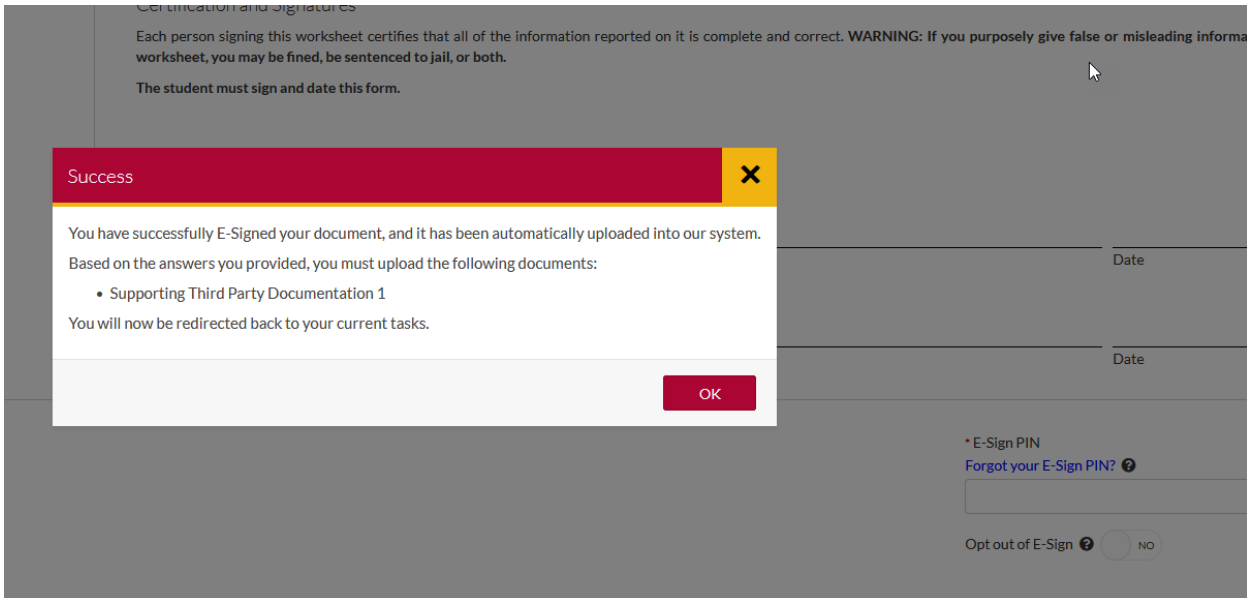 Certification and Signatures
Each person signing this worksheet certifies that all of the information reported on it is complete and correct. WARNING: If you purposely give false or misleading informa
worksheet, you may be fined, be sentenced to jail, or both.
The student must sign and date this form.
Success
You have successfully E-Signed your document, and it has been automatically uploaded into our system.
Based on the answers you provided, you must upload the following documents:
• Supporting Third Party Documentation 1
You will now be redirected back to your current tasks.
OK
Date
Date
* E-Sign PIN
Forgot your E-Sign PIN? ?
Opt out of E-Sign ? NO